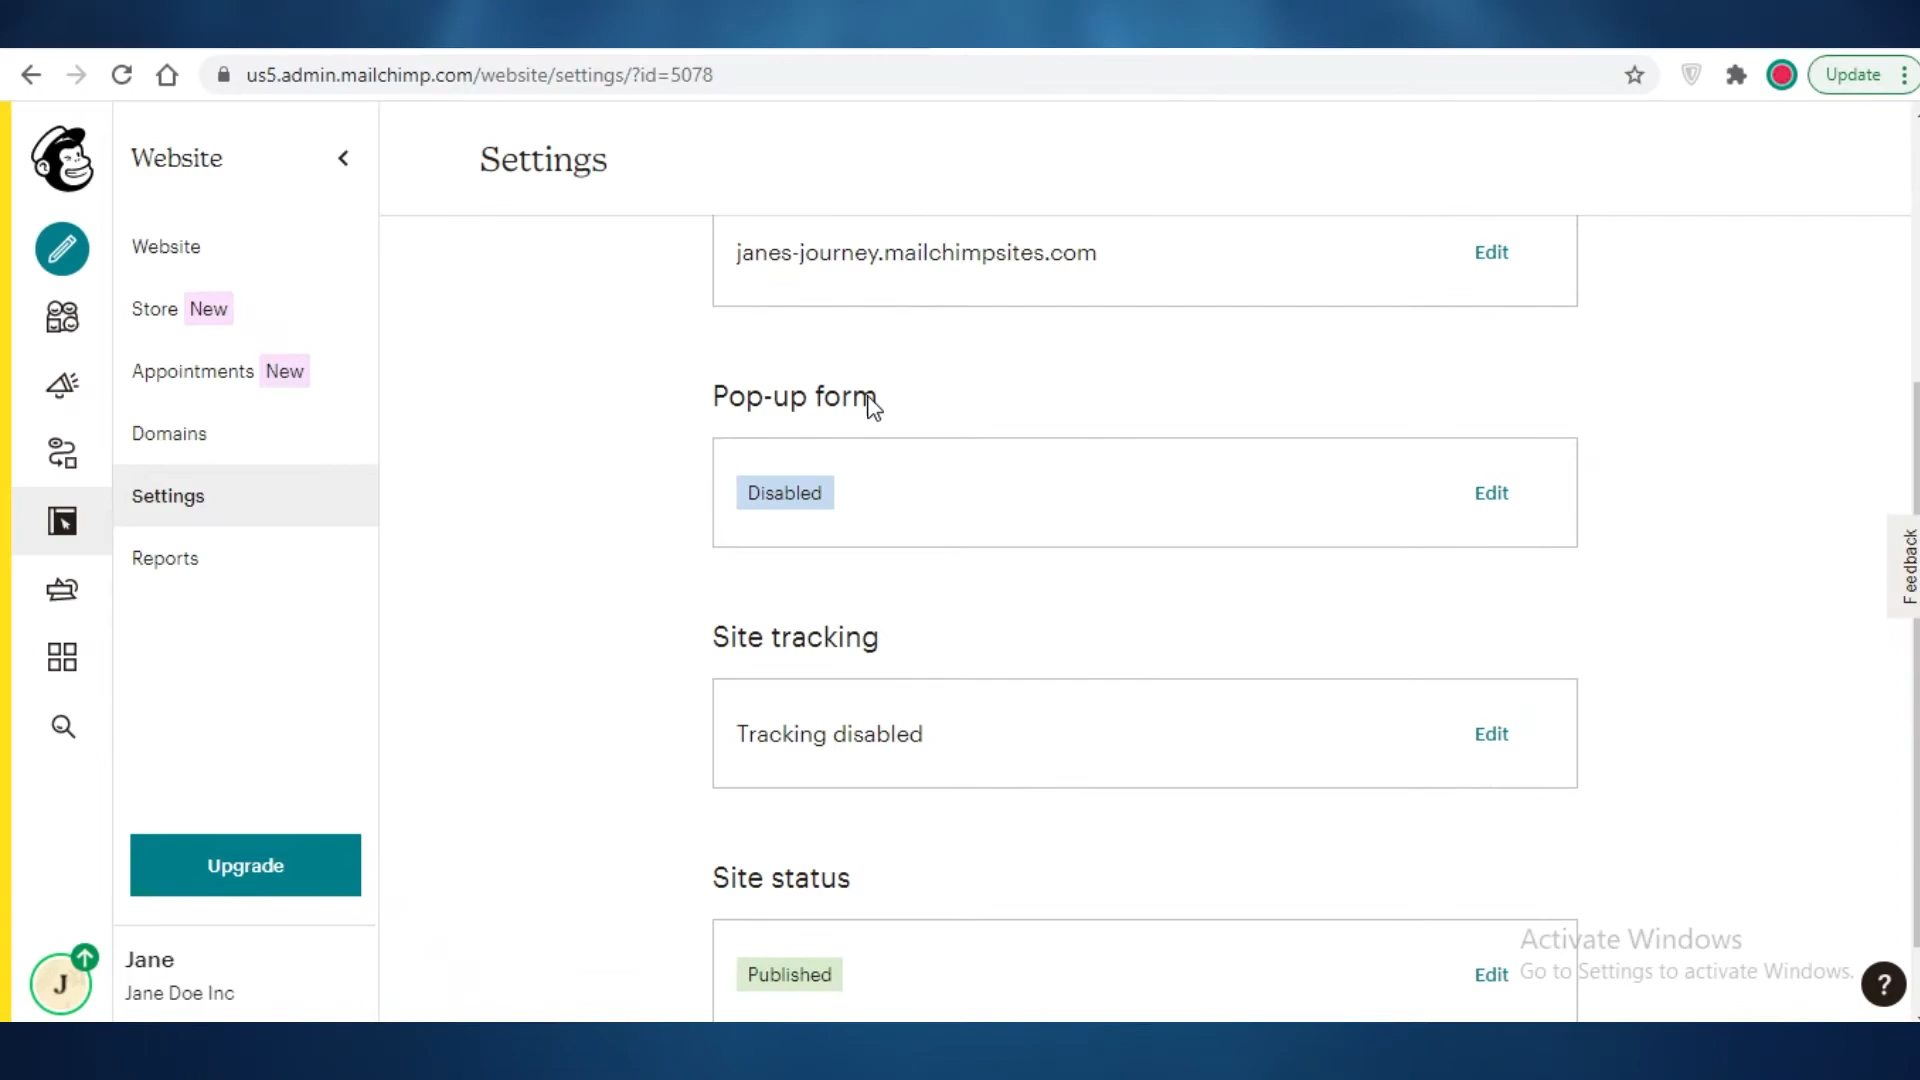 us5.admin.mailchimp.com/website/settings/?id=5078
Update
Website
Settings
Website
Store New
Appointments New
Domains
Settings
Reports
Upgrade
J
Jane
Jane Doe Inc
janes-journey.mailchimpsites.com
Edit
Pop-up form
Disabled
Edit
Site tracking
Tracking disabled
Edit
Site status
Published
Edit
Feedback
Activate Windows
Go to Settings to activate Windows.
?